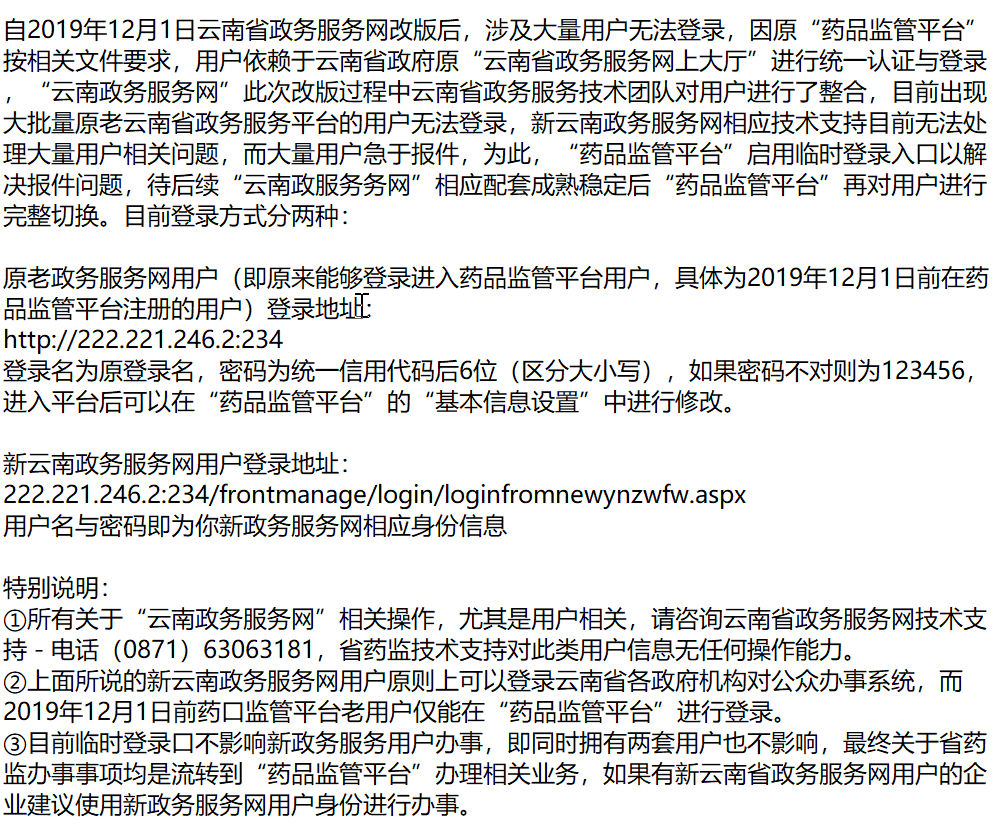 自2019年12月1日云南省政务服务网改版后，涉及大量用户无法登录，因原“药品监管平台”
按相关文件要求，用户依赖于云南省政府原“云南省政务服务网上大厅”进行统一认证与登录
，“云南政务服务网”此次改版过程中云南省政务服务技术团队对用户进行了整合，目前出现
大批量原老云南省政务服务平台的用户无法登录，新云南政务服务网相应技术支持目前无法处
理大量用户相关问题，而大量用户急于报件，为此，“药品监管平台”启用临时登录入口以解
决报件问题，待后续“云南政服务务网”相应配套成熟稳定后“药品监管平台”再对用户进行
完整切换。目前登录方式分两种：
原老政务服务网用户（即原来能够登录进入药品监管平台用户，具体为2019年12月1日前在药
品监管平台注册的用户）登录地址：
http://222.221.246.2:234
登录名为原登录名，密码为统一信用代码后6位（区分大小写），如果密码不对则为123456，
进入平台后可以在“药品监管平台”的“基本信息设置”中进行修改。
新云南政务服务网用户登录地址：
222.221.246.2:234/frontmanage/login/loginfromnewynzwfw.aspx
用户名与密码即为你新政务服务网相应身份信息
特别说明：
①所有关于“云南政务服务网”相关操作，尤其是用户相关，请咨询云南省政务服务网技术支
持 - 电话（0871）63063181，省药监技术支持对此类用户信息无任何操作能力。
②上面所说的新云南政务服务网用户原则上可以登录云南省各政府机构对公众办事系统，而
2019年12月1日前药口监管平台老用户仅能在“药品监管平台”进行登录。
③目前临时登录口不影响新政务服务用户办事，即同时拥有两套用户也不影响，最终关于省药
监办事事项均是流转到“药品监管平台”办理相关业务，如果有新云南省政务服务网用户的企
业建议使用新政务服务网用户身份进行办事。